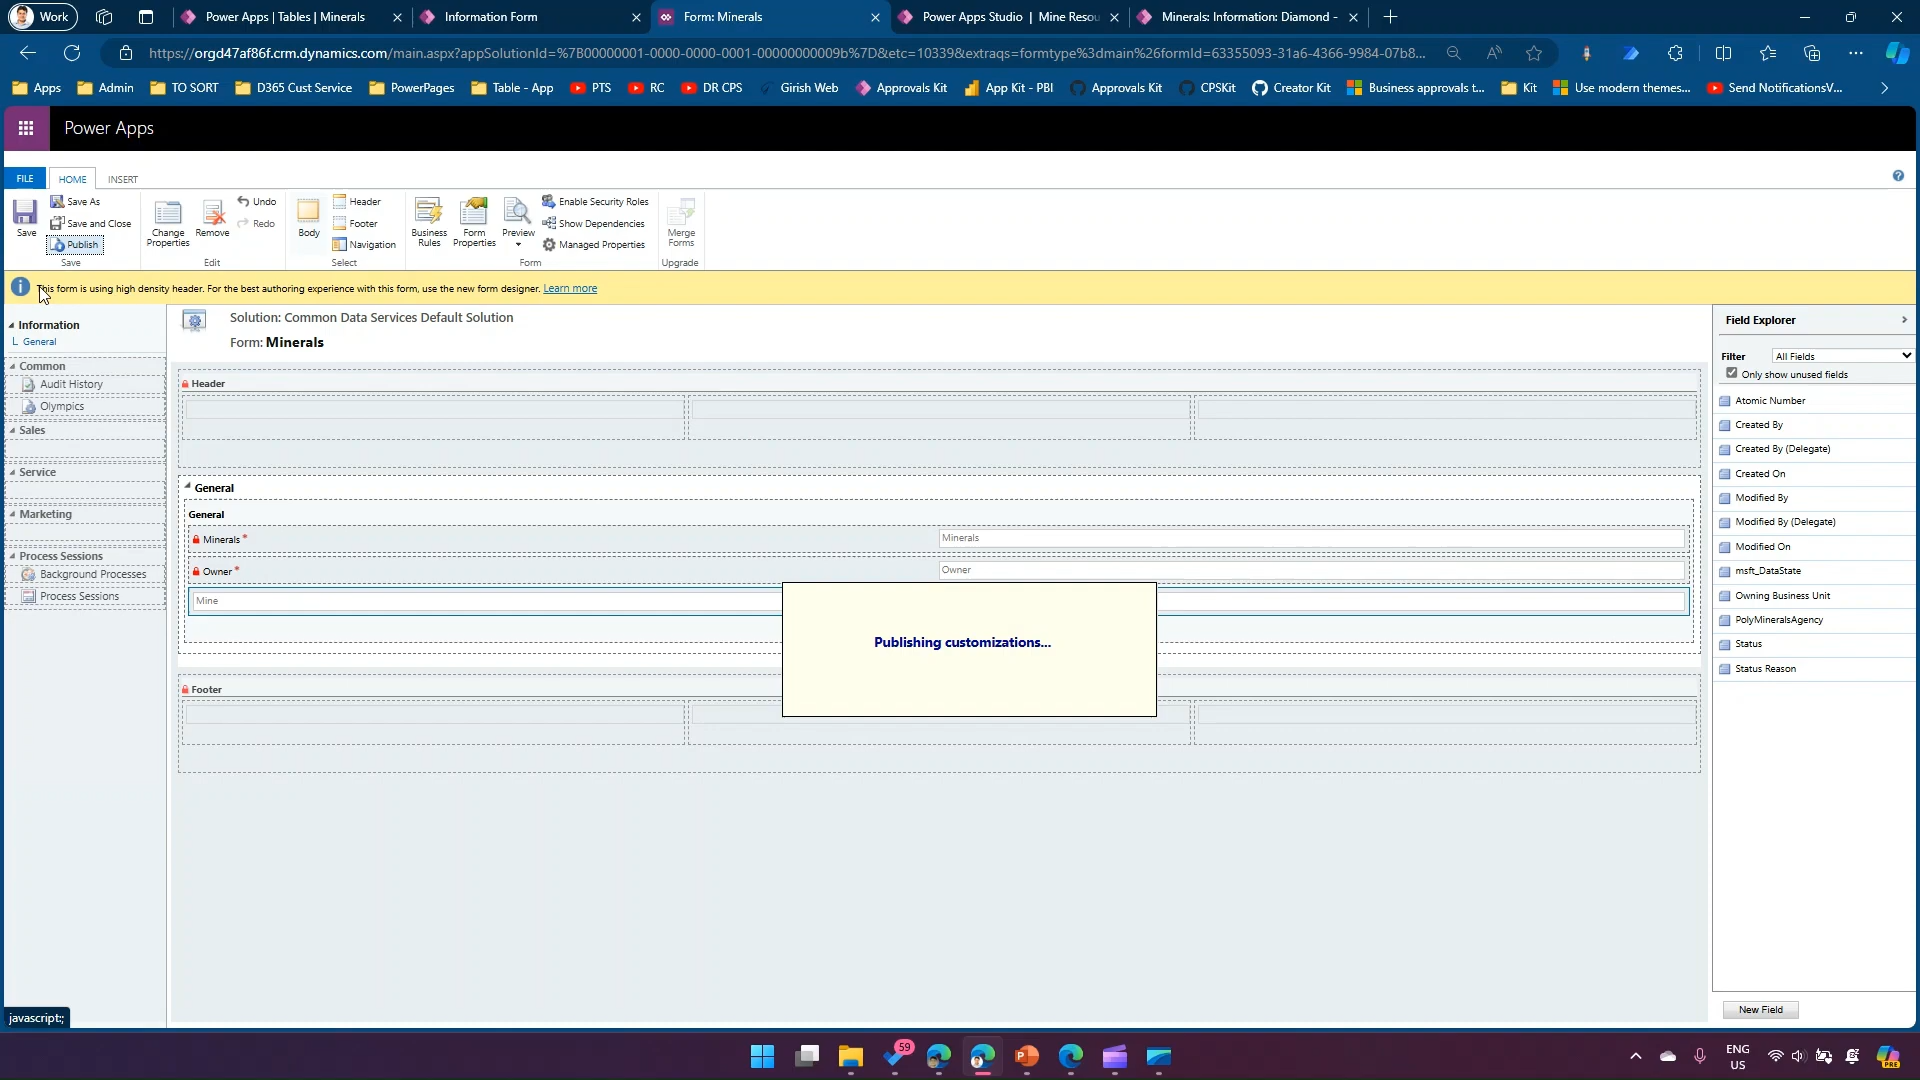 Work
Power Apps | Tables | Minerals
Information Form
Form: Minerals
Power Apps Studio | Mine Resou
Minerals: Information: Diamond -
https://orgd47af86f.crm.dynamics.com/main.aspx?appSolutionId=%7B00000001-0000-0000-0001-00000000009b%7D&etc=10339&extraqs=formtype%3dmain%26formId=63355093-31a6-4366-9984-07b8...
Apps
Admin
TO SORT
D365 Cust Service
PowerPages
Table - App
PTS
RC
DR CPS
Girish Web
Approvals Kit
App Kit - PBI
Approvals Kit
CPSKit
Creator Kit
Business approvals t...
Kit
Use modern themes...
Send NotificationsV...
Power Apps
FILE
HOME
INSERT
Save
Save As
Save and Close
Publish
Save
Change Properties
Remove
Undo
Redo
Edit
Body
Header
Footer
Navigation
Select
Business Rules
Form Properties
Preview
Enable Security Roles
Show Dependencies
Managed Properties
Form
Merge Forms
Upgrade
This form is using high density header. For the best authoring experience with this form, use the new form designer. Learn more
Information
General
Common
Audit History
Olympics
Sales
Service
Marketing
Process Sessions
Background Processes
Process Sessions
Solution: Common Data Services Default Solution
Form: Minerals
Header
General
General
Minerals *
Minerals
Owner *
Owner
Mine
Publishing customizations...
Footer
Field Explorer
Filter
All Fields
Only show unused fields
Atomic Number
Created By
Created By (Delegate)
Created On
Modified By
Modified By (Delegate)
Modified On
msft_DataState
Owning Business Unit
PolyMineralsAgency
Status
Status Reason
New Field
javascript:;
59
ENG
US
PRE